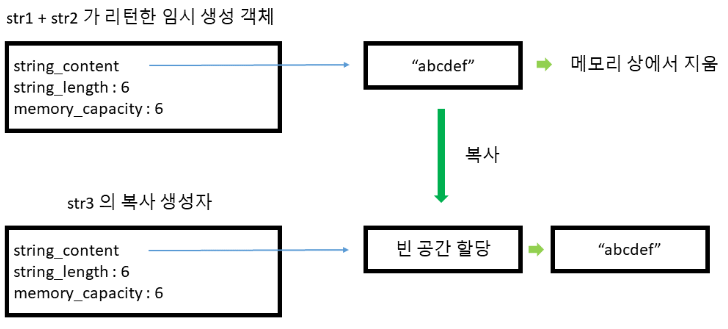 str1 + str2 가 리턴한 임시 생성 객체
string_content
string_length : 6
memory_capacity : 6
“abcdef”
메모리 상에서 지움
복사
str3 의 복사 생성자
string_content
string_length : 6
memory_capacity : 6
빈 공간 할당
“abcdef”